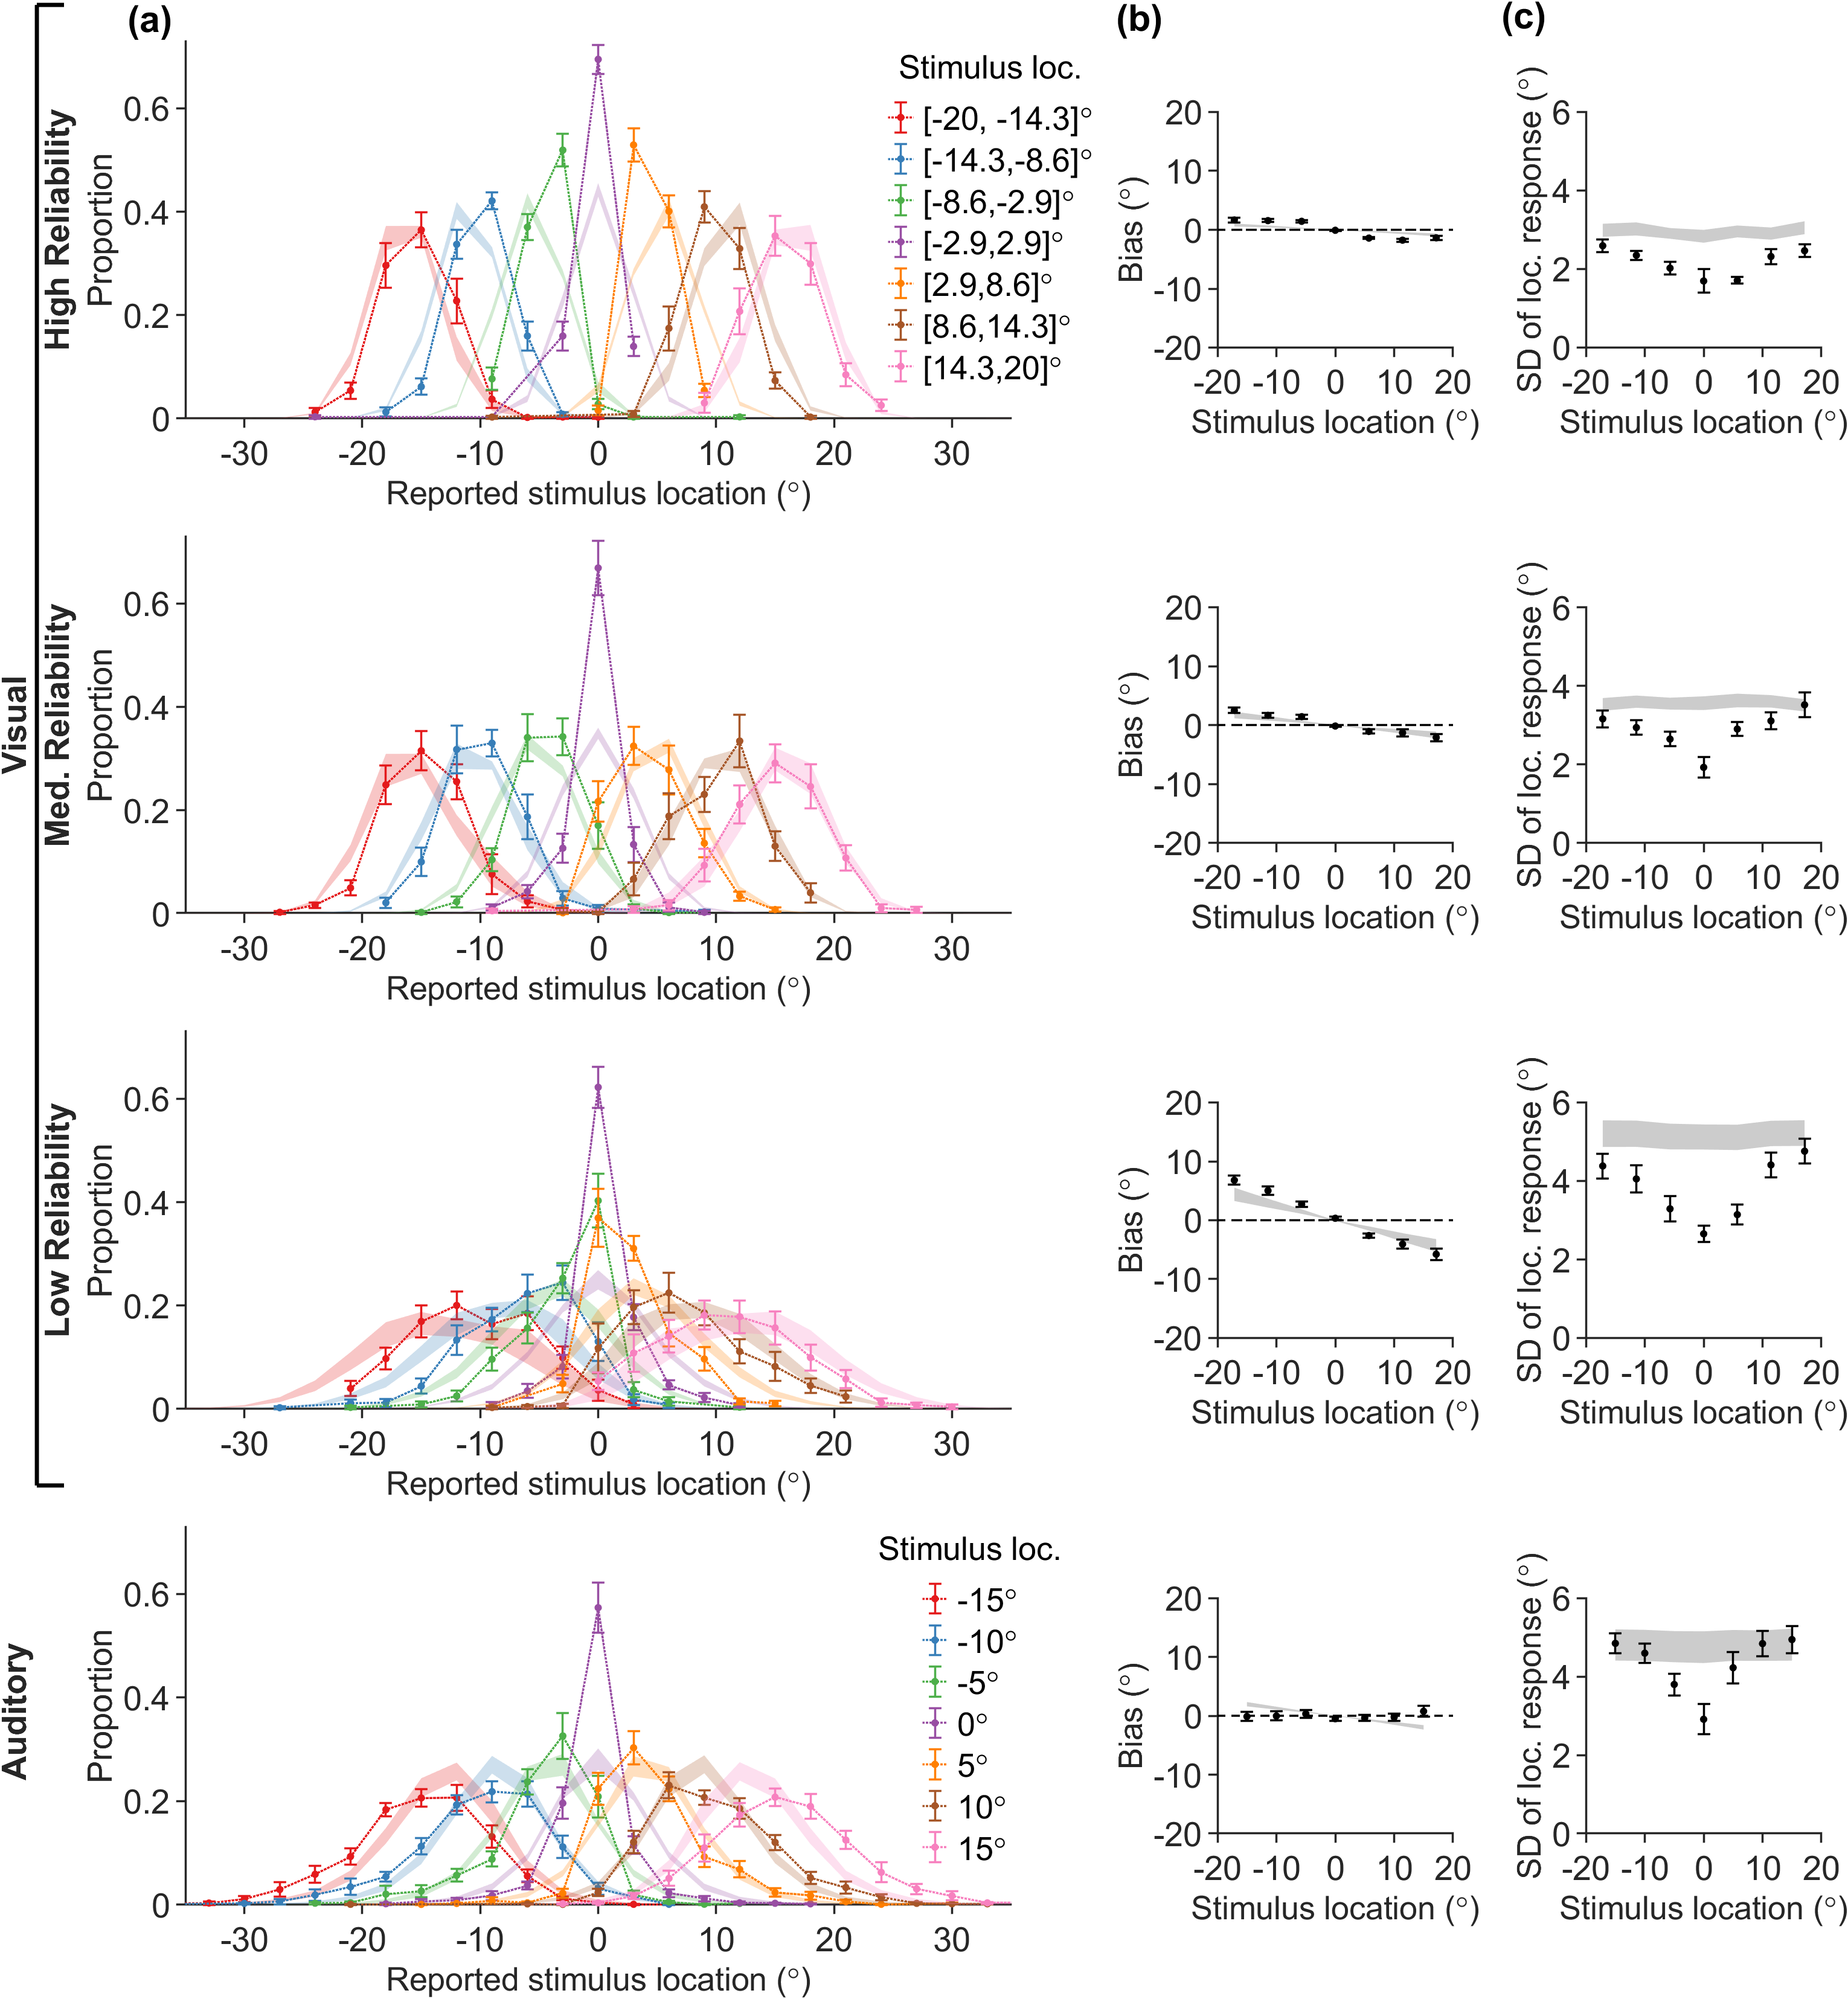 (a)
(b)
(c)
Visual
High Reliability
Proportion
0.6
0.4
0.2
0
-30 -20 -10 0 10 20 30
Reported stimulus location (°)
Stimulus loc.
[-20, -14.3]°
[-14.3,-8.6]°
[-8.6,-2.9]°
[-2.9,2.9]°
[2.9,8.6]°
[8.6,14.3]°
[14.3,20]°
Bias (°)
20
10
0
-10
-20
-20 -10 0 10 20
Stimulus location (°)
SD of loc. response (°)
6
4
2
0
-20 -10 0 10 20
Stimulus location (°)
Med. Reliability
Proportion
0.6
0.4
0.2
0
-30 -20 -10 0 10 20 30
Reported stimulus location (°)
Bias (°)
20
10
0
-10
-20
-20 -10 0 10 20
Stimulus location (°)
SD of loc. response (°)
6
4
2
0
-20 -10 0 10 20
Stimulus location (°)
Low Reliability
Proportion
0.6
0.4
0.2
0
-30 -20 -10 0 10 20 30
Reported stimulus location (°)
Bias (°)
20
10
0
-10
-20
-20 -10 0 10 20
Stimulus location (°)
SD of loc. response (°)
6
4
2
0
-20 -10 0 10 20
Stimulus location (°)
Auditory
Proportion
0.6
0.4
0.2
0
-30 -20 -10 0 10 20 30
Reported stimulus location (°)
Stimulus loc.
-15°
-10°
-5°
0°
5°
10°
15°
Bias (°)
20
10
0
-10
-20
-20 -10 0 10 20
Stimulus location (°)
SD of loc. response (°)
6
4
2
0
-20 -10 0 10 20
Stimulus location (°)